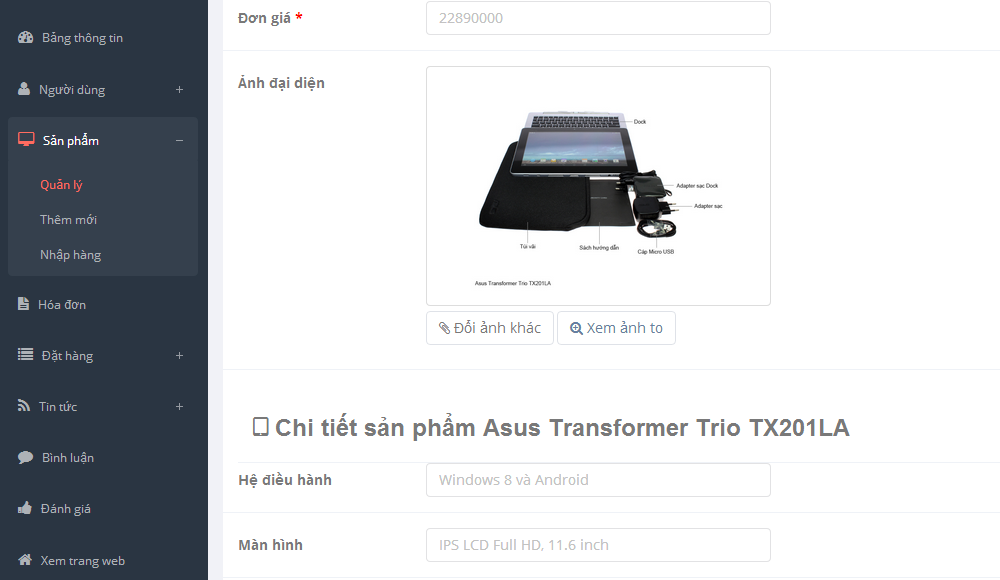 Bảng thông tin
Người dùng
Sản phẩm
Quản lý
Thêm mới
Nhập hàng
Hóa đơn
Đặt hàng
Tin tức
Bình luận
Đánh giá
Xem trang web
Đơn giá *
22890000
Ảnh đại diện
Dock
Adapter sạc Dock
Adapter sạc
Túi vải
Sách hướng dẫn
Cáp Micro USB
Asus Transformer Trio TX201LA
Đổi ảnh khác
Xem ảnh to
Chi tiết sản phẩm Asus Transformer Trio TX201LA
Hệ điều hành
Windows 8 và Android
Màn hình
IPS LCD Full HD, 11.6 inch